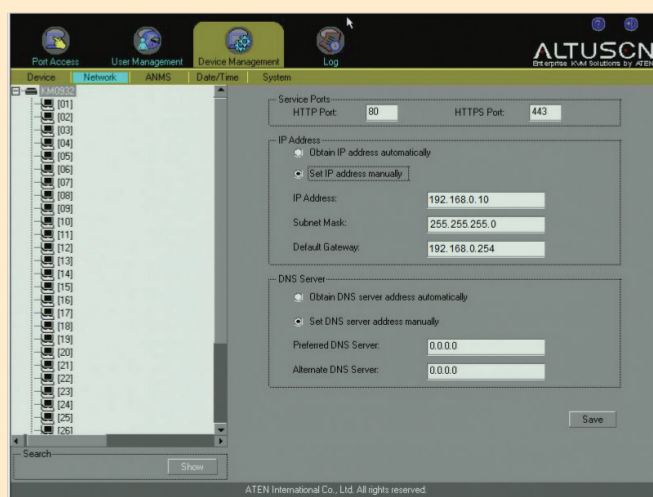 ALTUSCN
Enterprise KVM Solutions by ATEN
Port Access
User Management
Device Management
Log
Device
Network
ANMS
Date/Time
System
KM0932
[01]
[02]
[03]
[04]
[05]
[06]
[07]
[08]
[09]
[10]
[11]
[12]
[13]
[14]
[15]
[16]
[17]
[18]
[19]
[20]
[21]
[22]
[23]
[24]
[25]
[26]
Search
Show
Service Ports
HTTP Port: 80
HTTPS Port: 443
IP Address
Obtain IP address automatically
Set IP address manually
IP Address: 192.168.0.10
Subnet Mask: 255.255.255.0
Default Gateway: 192.168.0.254
DNS Server
Obtain DNS server address automatically
Set DNS server address manually
Preferred DNS Server: 0.0.0.0
Alternate DNS Server: 0.0.0.0
Save
ATEN International Co., Ltd. All rights reserved.